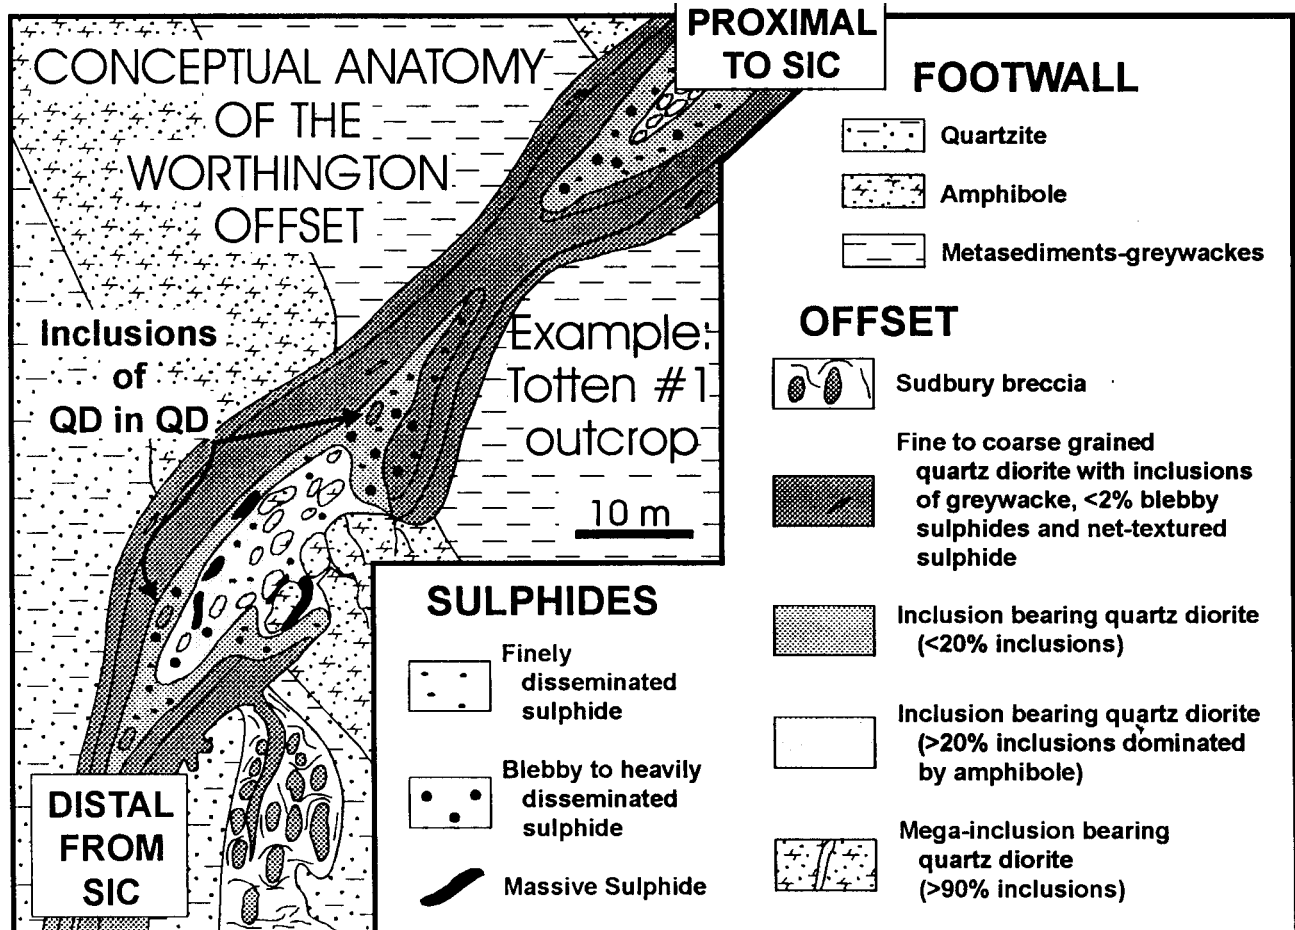 CONCEPTUAL ANATOMY
OF THE
WORTHINGTON
OFFSET
PROXIMAL
TO SIC
Inclusions
of
QD in QD
Example:
Totten #1
outcrop
10 m
DISTAL
FROM
SIC
SULPHIDES
Finely
disseminated
sulphide
Blebby to heavily
disseminated
sulphide
Massive Sulphide
FOOTWALL
Quartzite
Amphibole
Metasediments-greywackes
OFFSET
Sudbury breccia
Fine to coarse grained
quartz diorite with inclusions
of greywacke, <2% blebby
sulphides and net-textured
sulphide
Inclusion bearing quartz diorite
(<20% inclusions)
Inclusion bearing quartz diorite
(>20% inclusions dominated
by amphibole)
Mega-inclusion bearing
quartz diorite
(>90% inclusions)